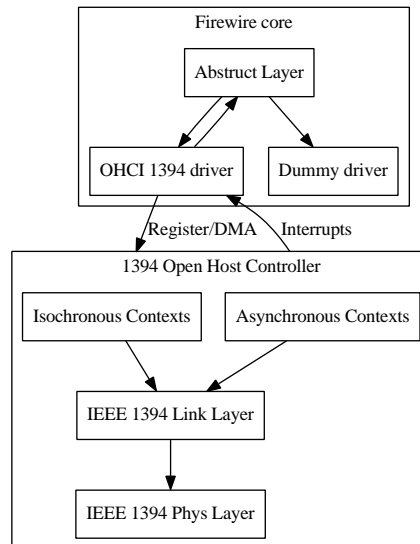 Firewire core
Abstruct Layer
OHCI 1394 driver
Dummy driver
Register/DMA
Interrupts
1394 Open Host Controller
Isochronous Contexts
Asynchronous Contexts
IEEE 1394 Link Layer
IEEE 1394 Phys Layer